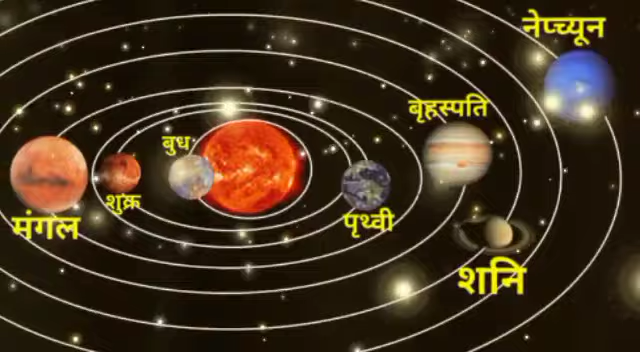 नेप्च्यून
बृहस्पति
बुध
शुक्र
मंगल
पृथ्वी
शनि